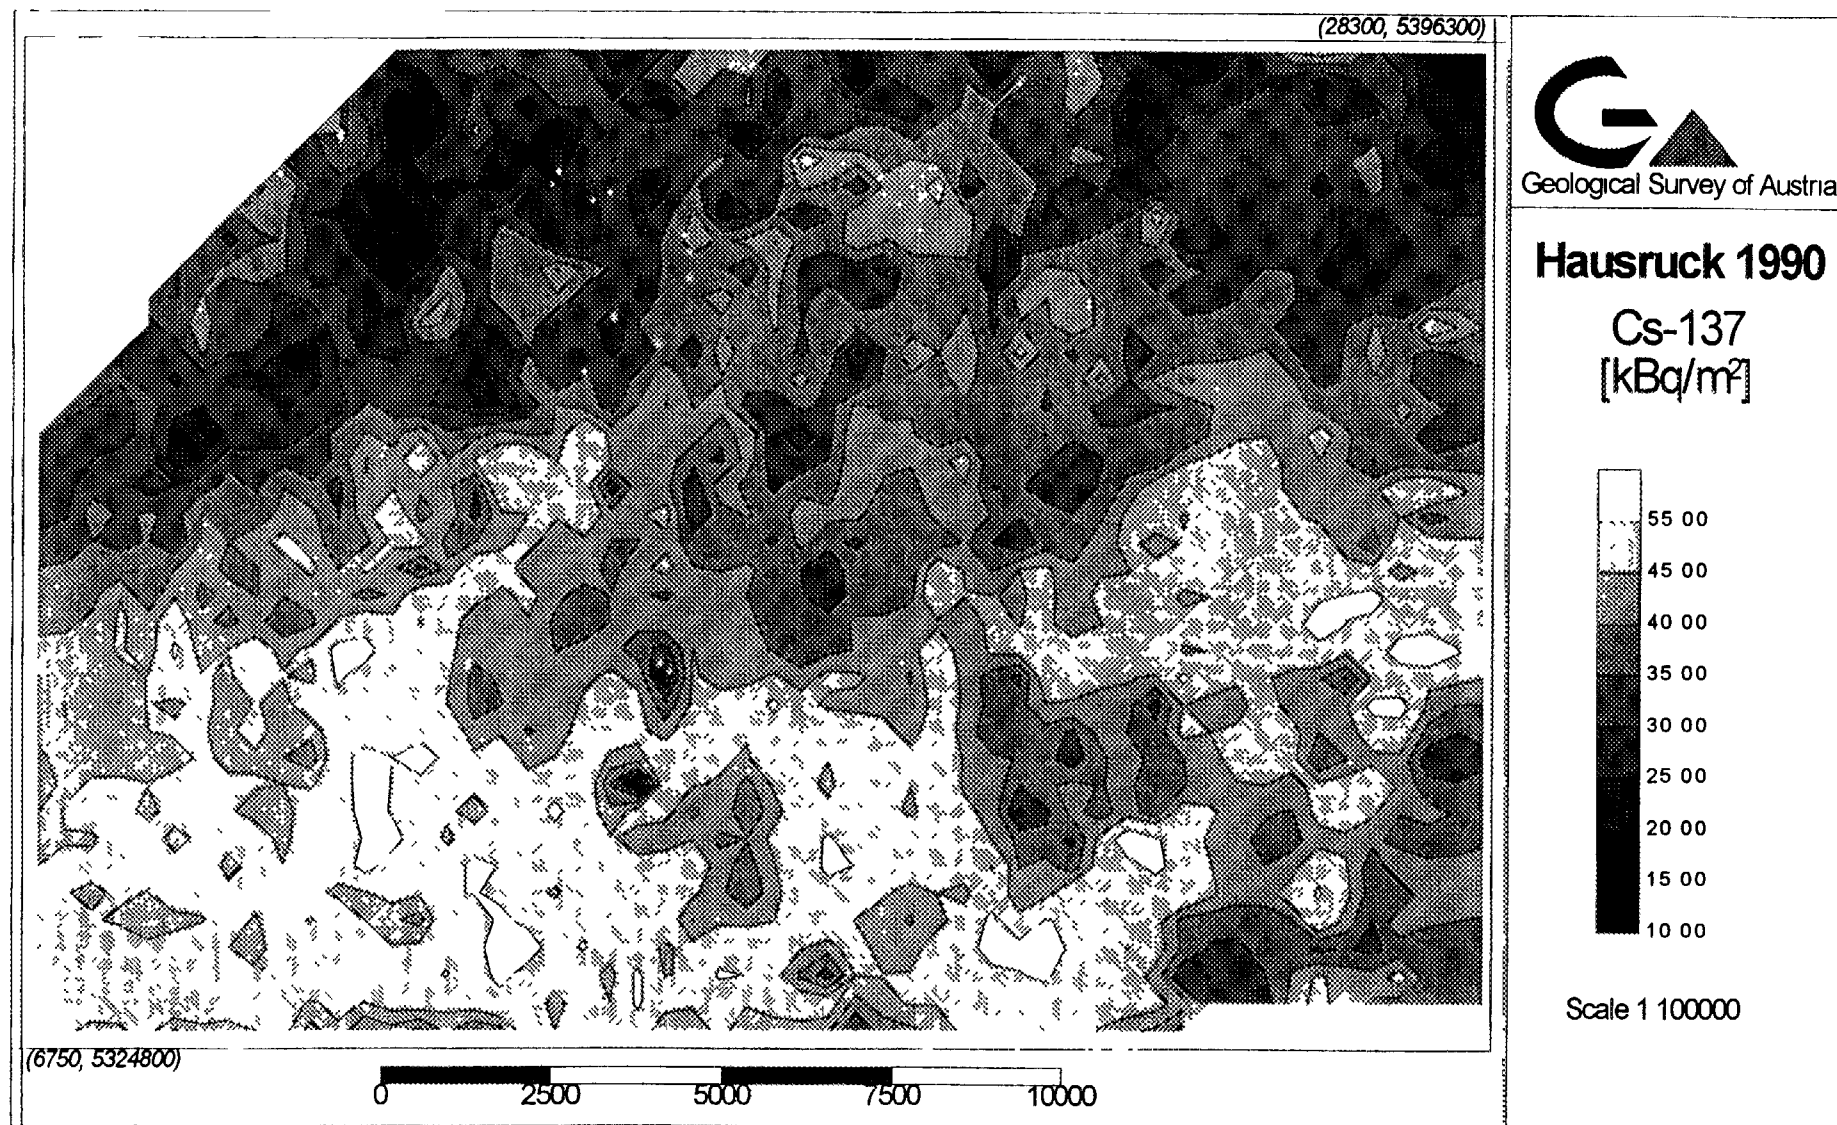 (28300, 5396300)
Geological Survey of Austria
Hausruck 1990
Cs-137
[kBq/m²]
55 00
45 00
40 00
35 00
30 00
25 00
20 00
15 00
10 00
Scale 1 100000
(6750, 5324800)
0 2500 5000 7500 10000